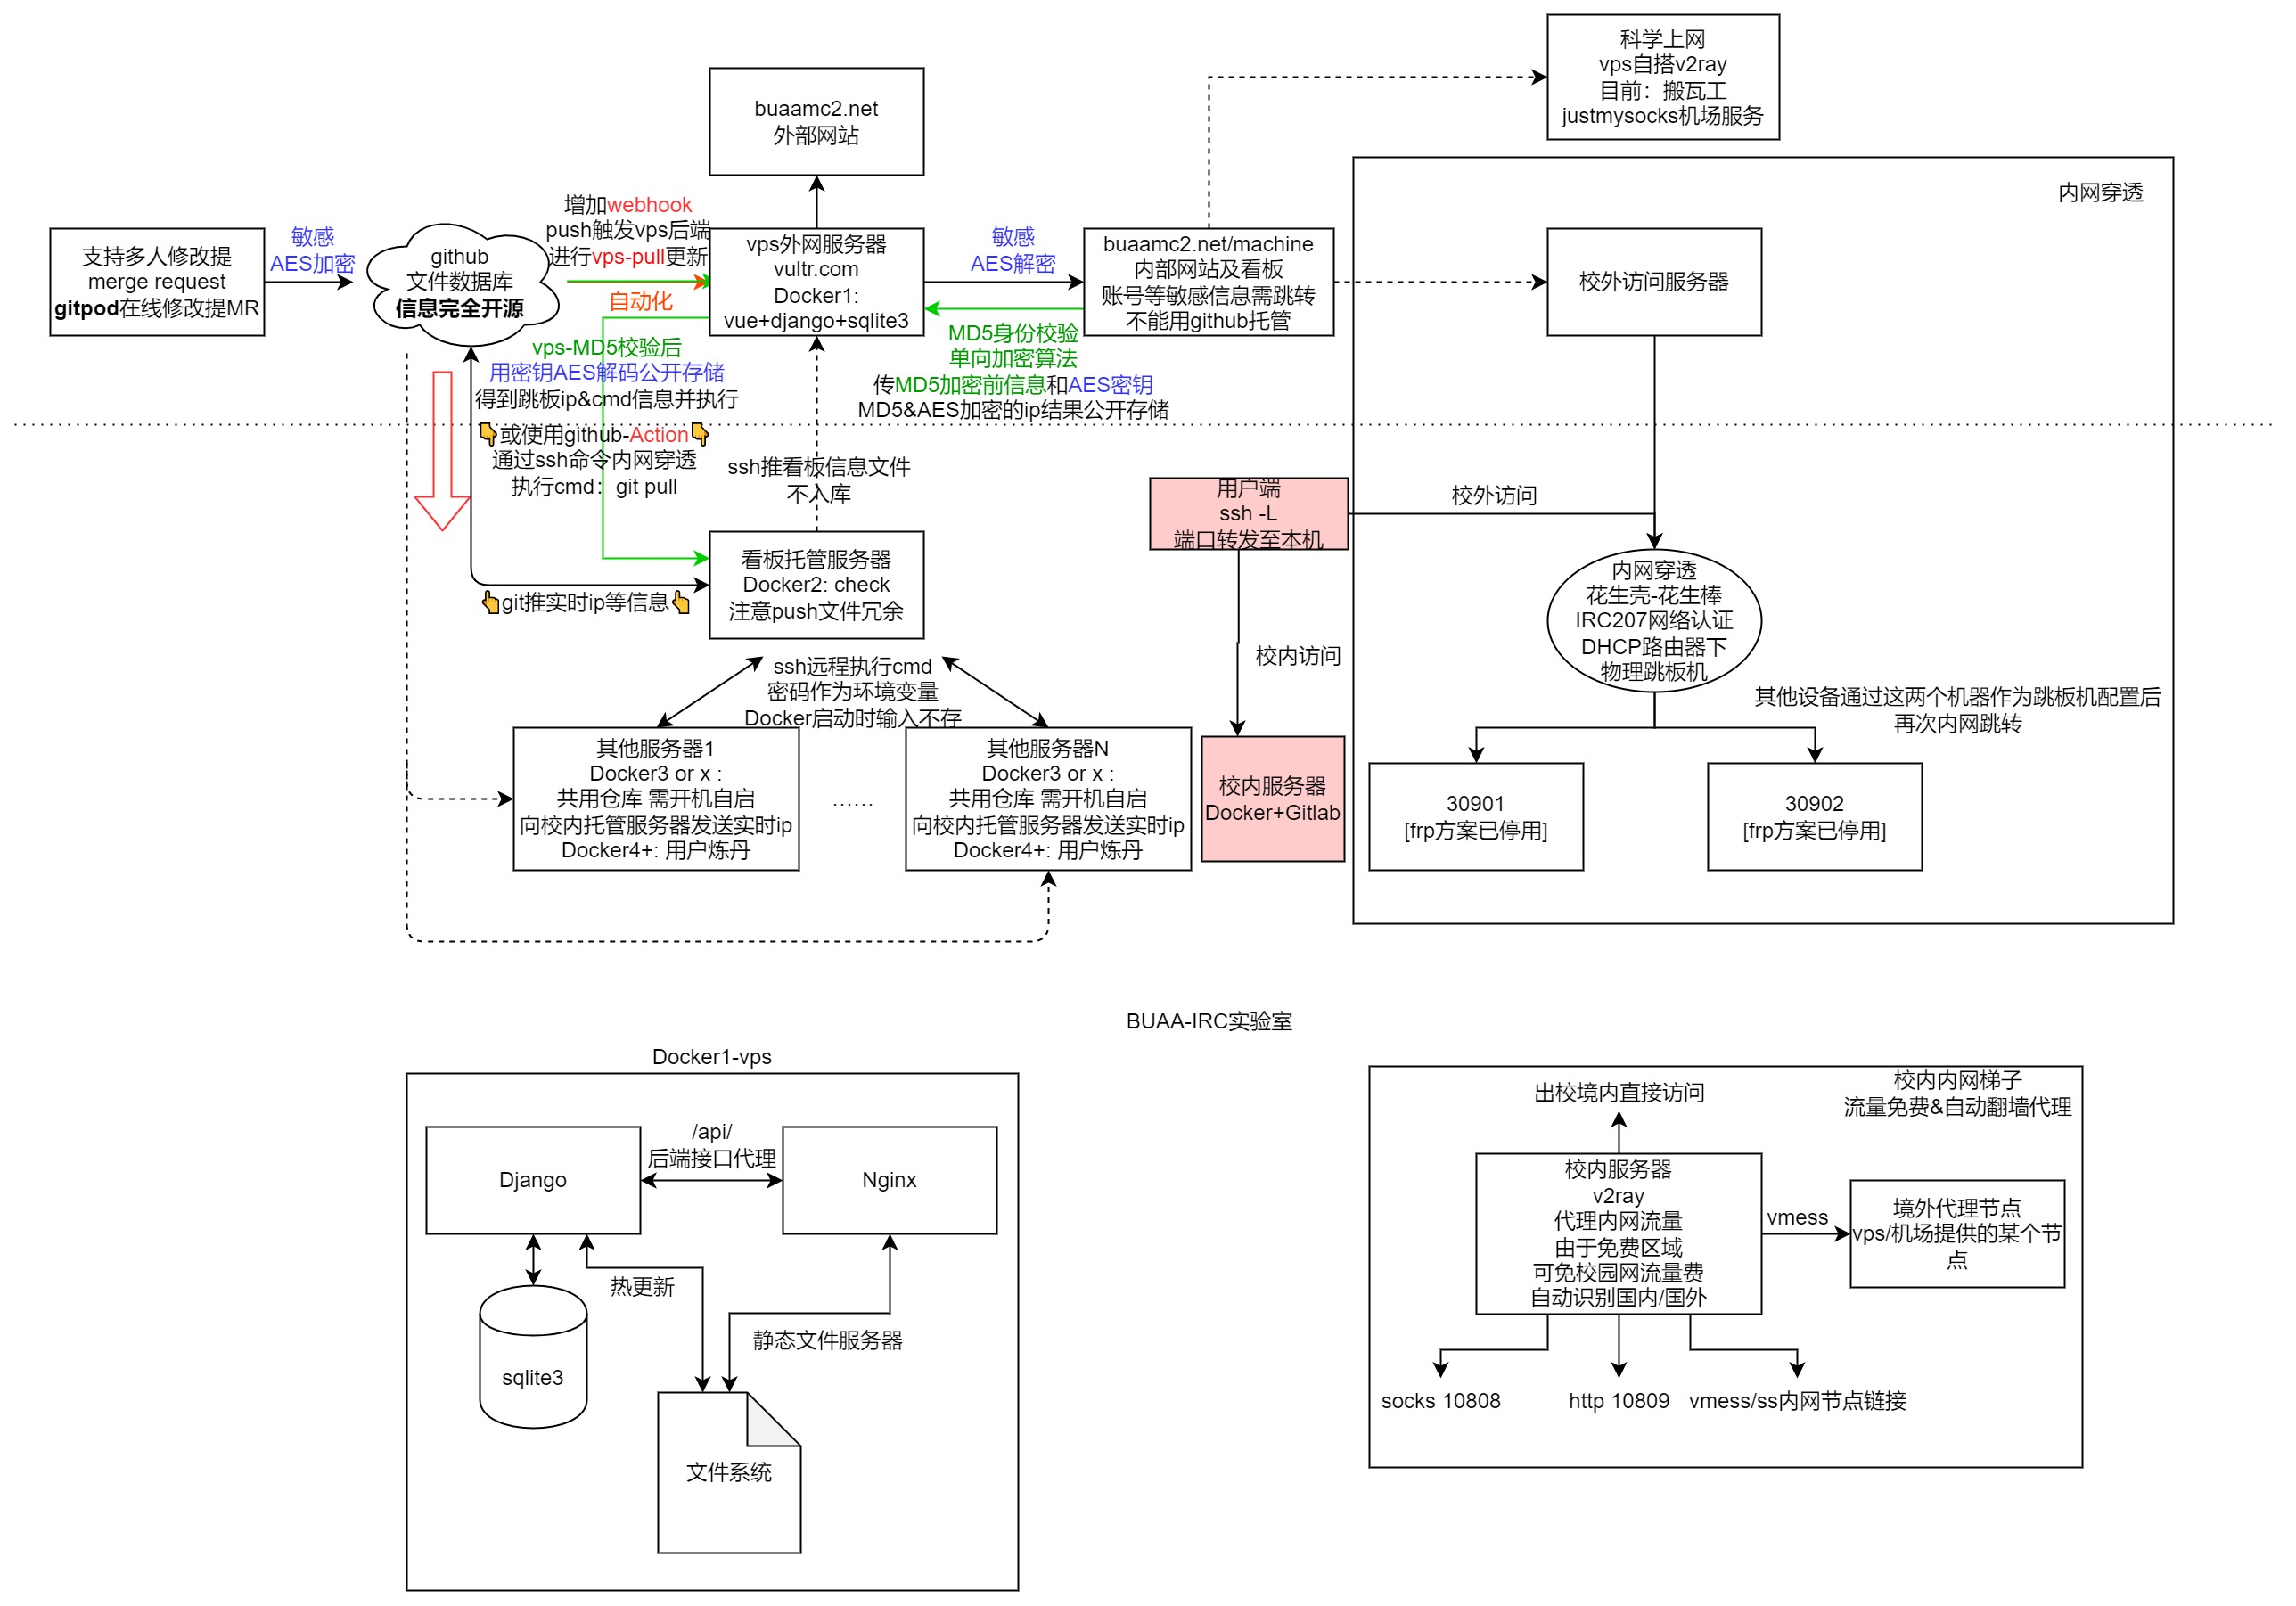 科学上网
vps自搭v2ray
目前：搬瓦工
justmysocks机场服务
buaamc2.net
外部网站
内网穿透
支持多人修改提
merge request
gitpod在线修改提MR
敏感
AES加密
github
文件数据库
信息完全开源
增加webhook
push触发vps后端
进行vps-pull更新
自动化
vps外网服务器
vultr.com
Docker1:
vue+django+sqlite3
敏感
AES解密
buaamc2.net/machine
内部网站及看板
账号等敏感信息需跳转
不能用github托管
校外访问服务器
MD5身份校验
单向加密算法
传MD5加密前信息和AES密钥
MD5&AES加密的ip结果公开存储
vps-MD5校验后
用密钥AES解码公开存储
得到跳板ip&cmd信息并执行
👇或使用github-Action👇
通过ssh命令内网穿透
执行cmd：git pull
ssh推看板信息文件
不入库
用户端
ssh -L
端口转发至本机
校外访问
看板托管服务器
Docker2: check
注意push文件冗余
👆git推实时ip等信息👆
内网穿透
花生壳-花生棒
IRC207网络认证
DHCP路由器下
物理跳板机
校内访问
ssh远程执行cmd
密码作为环境变量
Docker启动时输入不存
其他设备通过这两个机器作为跳板机配置后
再次内网跳转
其他服务器1
Docker3 or x :
共用仓库 需开机自启
向校内托管服务器发送实时ip
Docker4+: 用户炼丹
......
其他服务器N
Docker3 or x :
共用仓库 需开机自启
向校内托管服务器发送实时ip
Docker4+: 用户炼丹
校内服务器
Docker+Gitlab
30901
[frp方案已停用]
30902
[frp方案已停用]
BUAA-IRC实验室
Docker1-vps
Django
/api/
后端接口代理
Nginx
热更新
静态文件服务器
sqlite3
文件系统
校内内网梯子
流量免费&自动翻墙代理
出校境内直接访问
校内服务器
v2ray
代理内网流量
由于免费区域
可免校园网流量费
自动识别国内/国外
vmess
境外代理节点
vps/机场提供的某个节
点
socks 10808
http 10809
vmess/ss内网节点链接